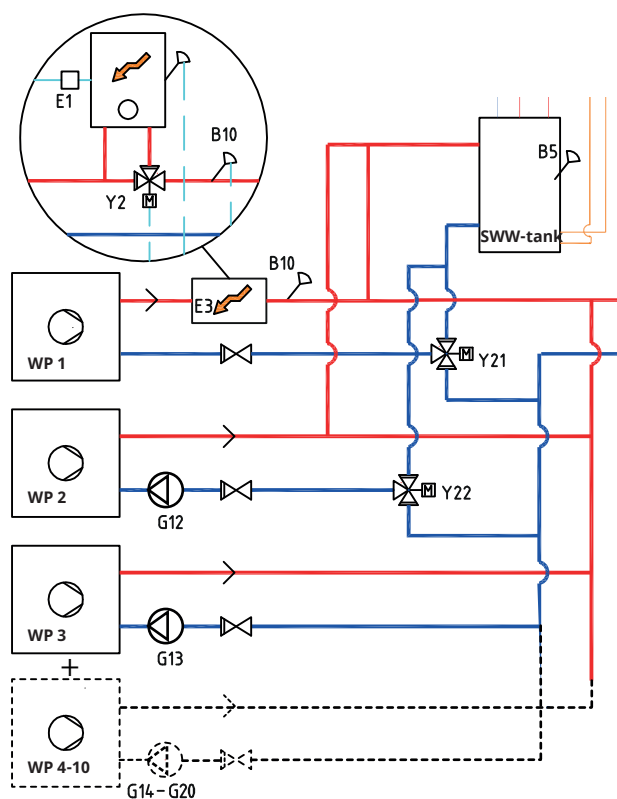 E1
B10
Y2
M
B5
SWW-tank
B10
E3
WP 1
M
Y21
WP 2
G12
M
Y22
WP 3
G13
+
WP 4-10
G14-G20